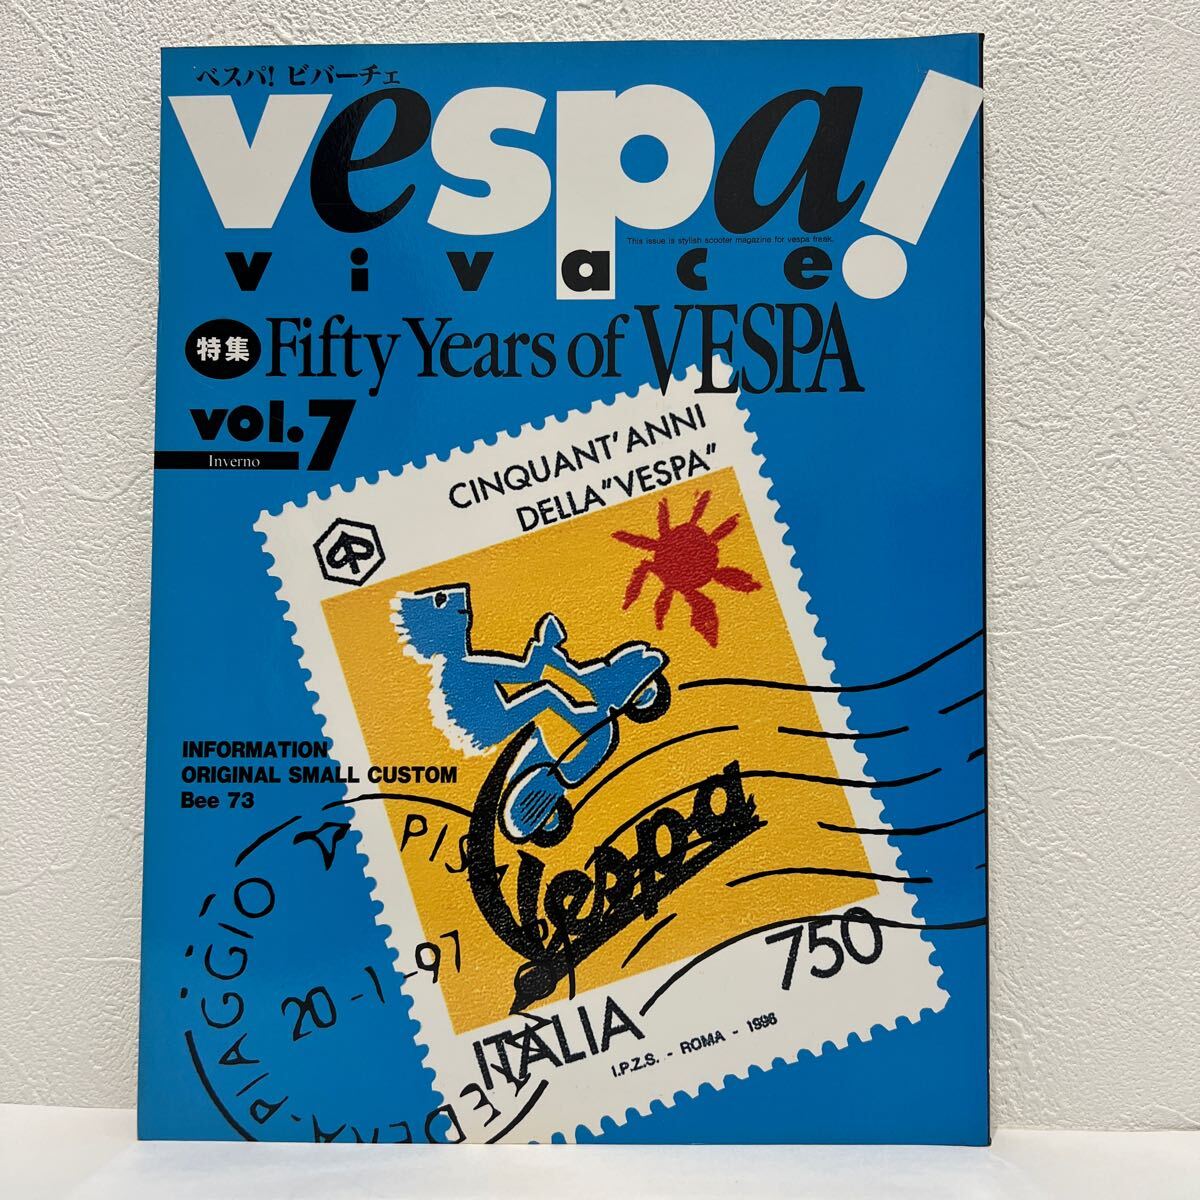 ベスパ! ビバーチェ
vespa!
This issue is stylish scooter magazine for vespa freak.
vivace
特集 Fifty Years of VESPA
vol.7
Inverno
CINQUANT'ANNI
DELLA "VESPA"
INFORMATION
ORIGINAL SMALL CUSTOM
Bee 73
Vespa
750
ITALIA
I.P.Z.S. - ROMA - 1996
PIAGGIO
20-1-97